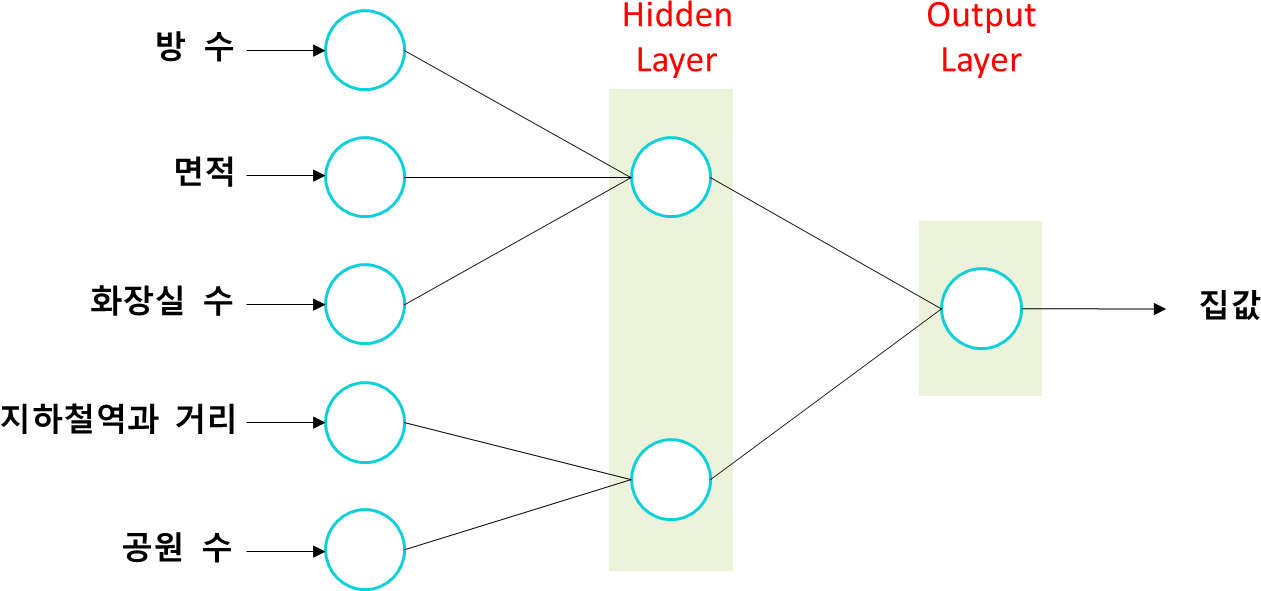 방 수
면적
화장실 수
지하철역과 거리
공원 수
Hidden
Layer
Output
Layer
집값